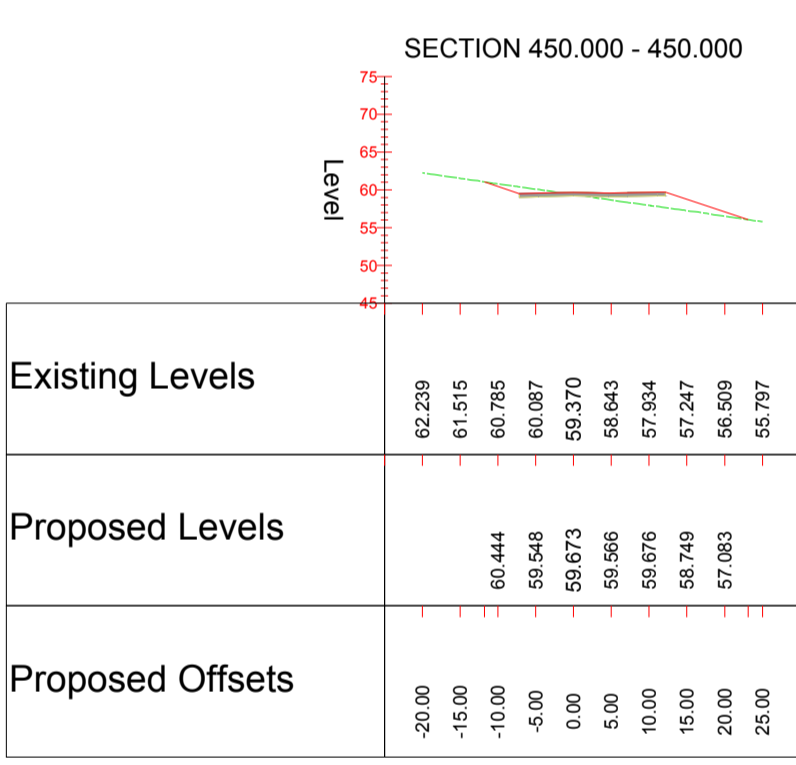 SECTION 450.000 - 450.000
75
70
65
60
55
50
45
Level
Existing Levels
62.239 61.515 60.785 60.087 59.370 58.643 57.934 57.247 56.509 55.797
Proposed Levels
60.444 59.548 59.673 59.566 59.676 58.749 57.083
Proposed Offsets
-20.00 -15.00 -10.00 -5.00 0.00 5.00 10.00 15.00 20.00 25.00